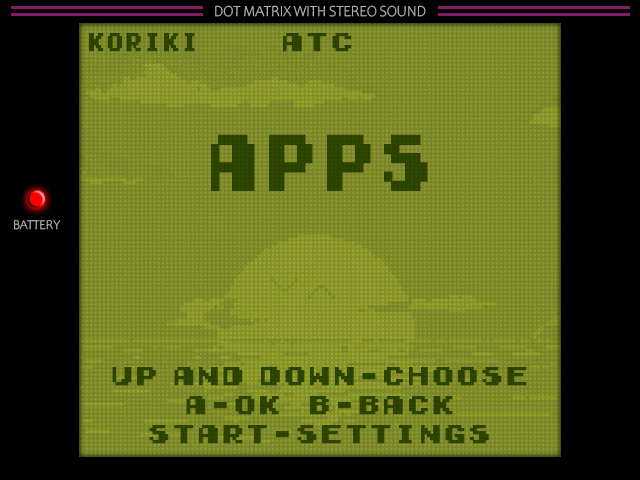 DOT MATRIX WITH STEREO SOUND
KORIKI ATC
APPS
BATTERY
UP AND DOWN-CHOOSE
A-OK B-BACK
START-SETTINGS